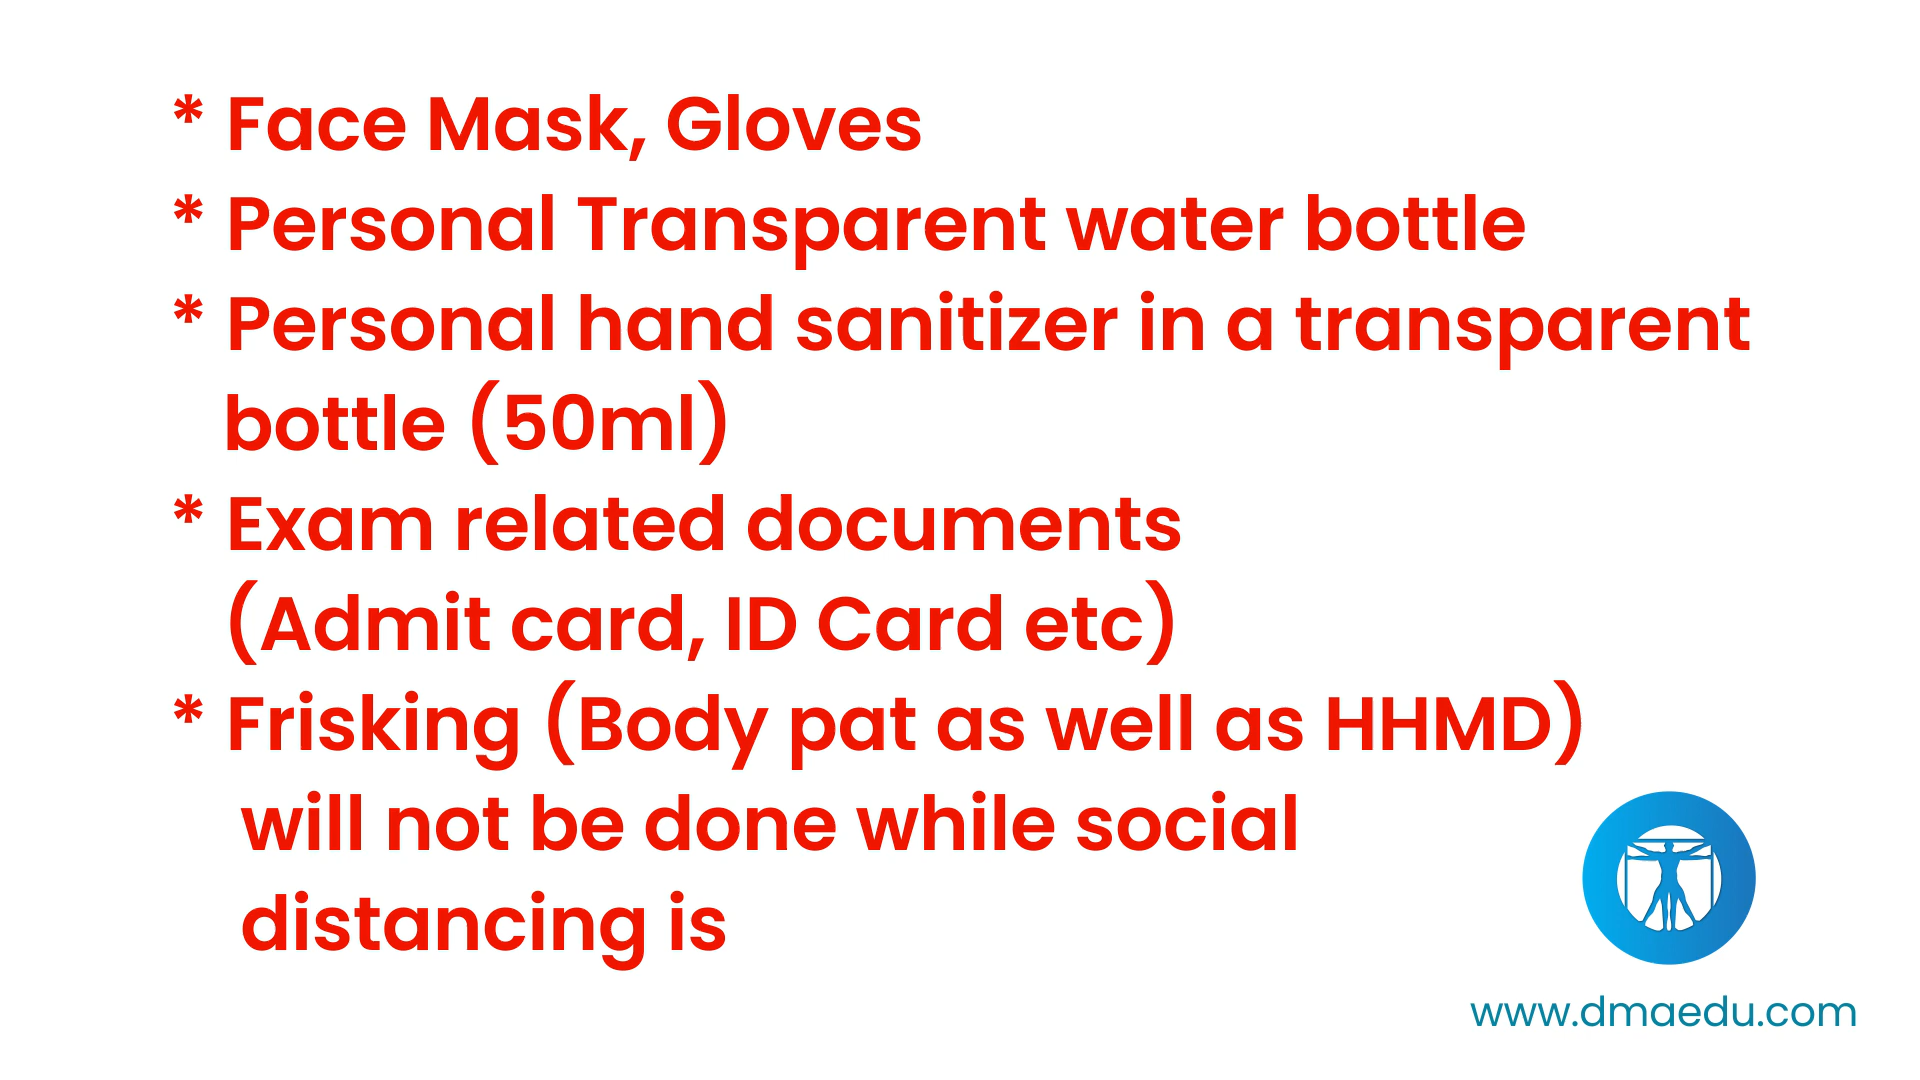 * Face Mask, Gloves
* Personal Transparent water bottle
* Personal hand sanitizer in a transparent
bottle (50ml)
* Exam related documents
(Admit card, ID Card etc)
* Frisking (Body pat as well as HHMD)
will not be done while social
distancing is
www.dmaedu.com